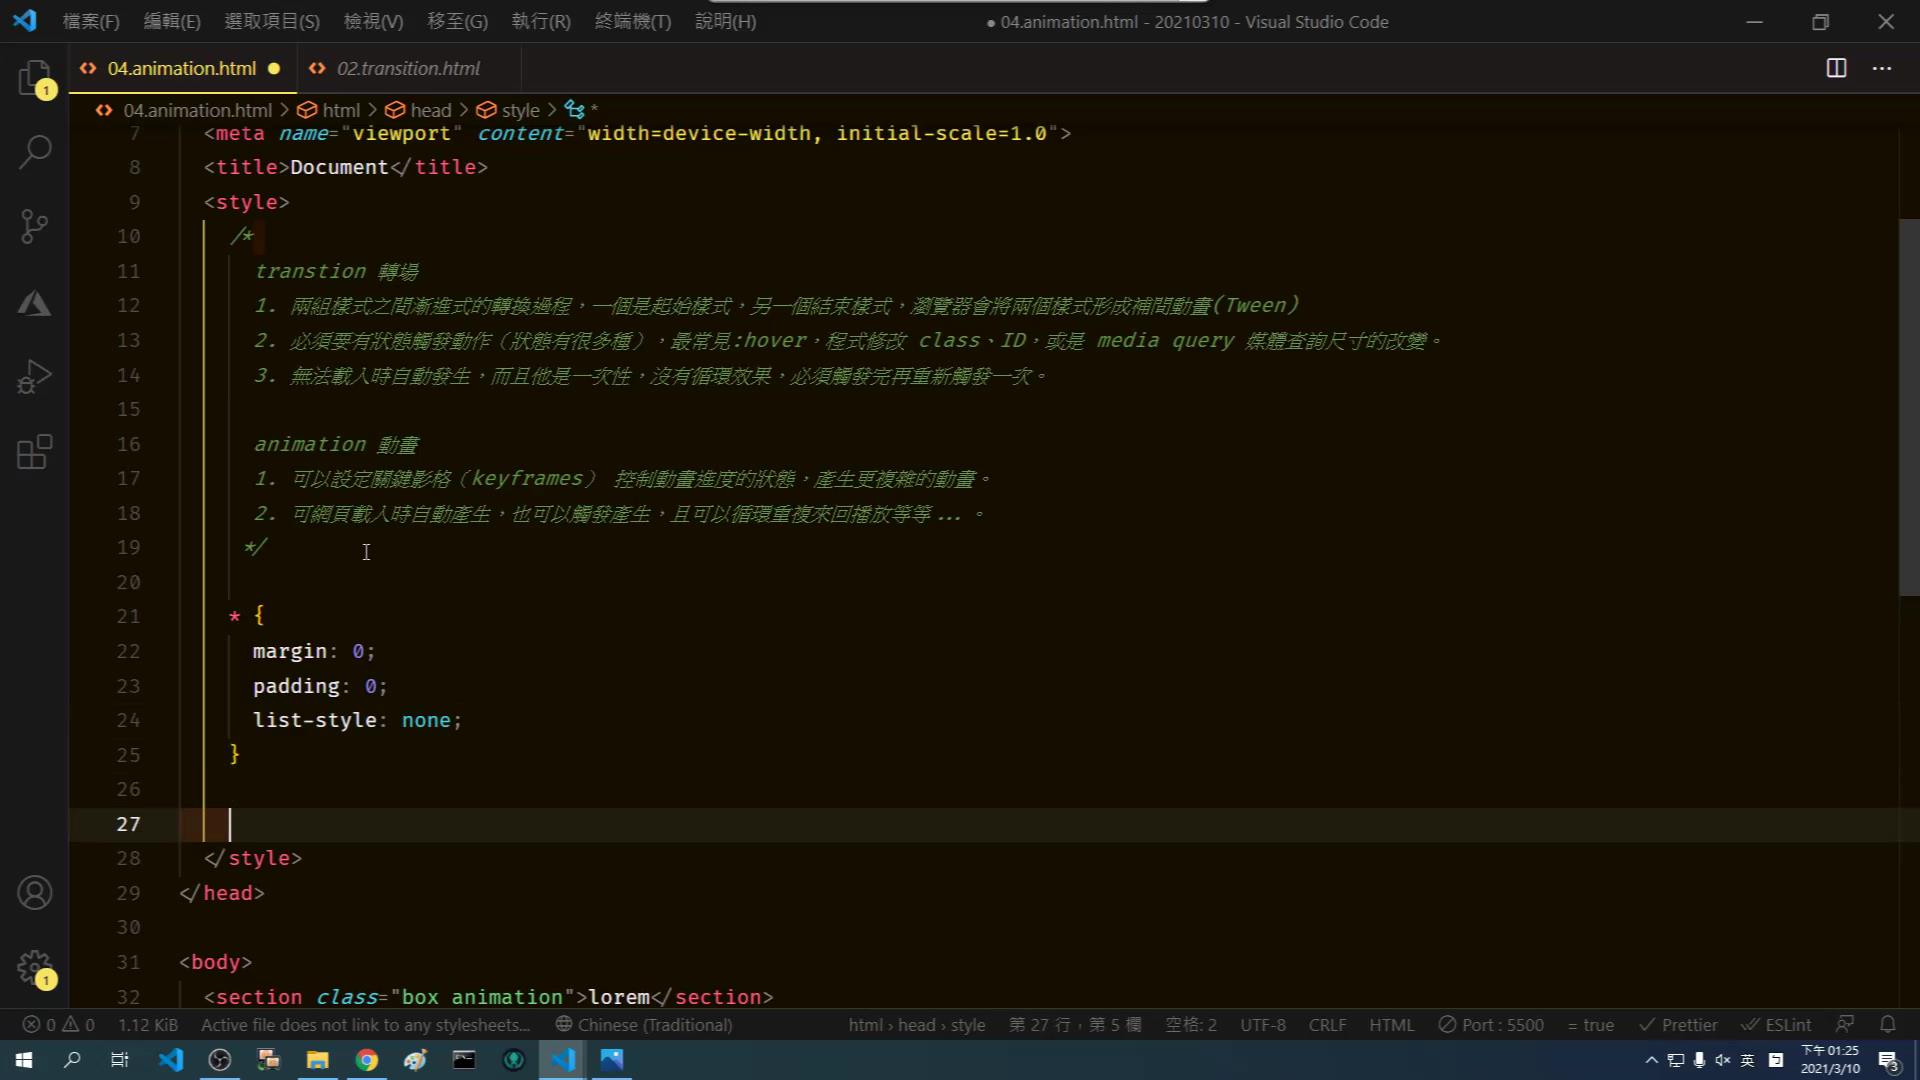 檔案(F) 編輯(E) 選取項目(S) 檢視(V) 移至(G) 執行(R) 終端機(T) 說明(H) ● 04.animation.html - 20210310 - Visual Studio Code
04.animation.html 02.transition.html
1
04.animation.html > html > head > style > *
7 <meta name="viewport" content="width=device-width, initial-scale=1.0">
8 <title>Document</title>
9 <style>
10 /*
11 transtion 轉場
12 1. 兩組樣式之間漸進式的轉換過程，一個是起始樣式，另一個結束樣式，瀏覽器會將兩個樣式形成補間動畫(Tween)
13 2. 必須要有狀態觸發動作（狀態有很多種），最常見:hover，程式修改 class、ID，或是 media query 媒體查詢尺寸的改變。
14 3. 無法載入時自動發生，而且他是一次性，沒有循環效果，必須觸發完再重新觸發一次。
15
16 animation 動畫
17 1. 可以設定關鍵影格（keyframes） 控制動畫進度的狀態，產生更複雜的動畫。
18 2. 可網頁載入時自動產生，也可以觸發產生，且可以循環重複來回播放等等...。
19 */
20
21 * {
22 margin: 0;
23 padding: 0;
24 list-style: none;
25 }
26
27
28 </style>
29 </head>
30
31 <body>
1
32 <section class="box animation">lorem</section>
0 0 1.12 KiB Active file does not link to any stylesheets... Chinese (Traditional) html › head › style 第 27 行，第 5 欄 空格: 2 UTF-8 CRLF HTML Port : 5500 = true Prettier ESLint
英 下午 01:25
2021/3/10 3